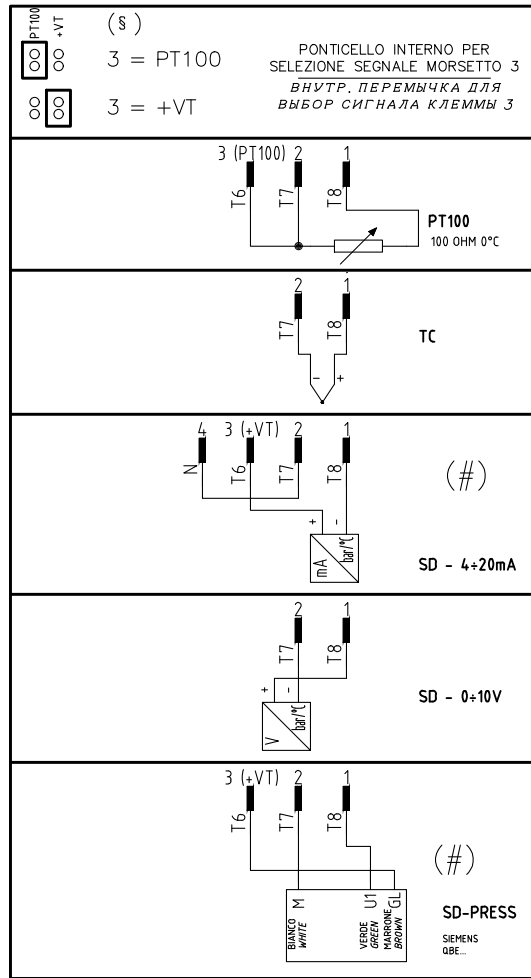 PT100
+VT
(§)
3 = PT100
3 = +VT
PONTICELLO INTERNO PER
SELEZIONE SEGNALE MORSETTO 3
ВНУТР. ПЕРЕМЫЧКА ДЛЯ
ВЫБОР СИГНАЛА КЛЕММЫ 3
3 (PT100) 2 1
T6 T7 T8
PT100
100 OHM 0°C
2 1
T7 T8
- +
TC
4 3 (+VT) 2 1
N T6 T7 T8
(#)
+ -
mA bar/°C
SD - 4÷20mA
2 1
T7 T8
+ -
V bar/°C
SD - 0÷10V
3 (+VT) 2 1
T6 T7 T8
(#)
M U1 GL
BIANCO
WHITE
VERDE
GREEN
MARRONE
BROWN
SD-PRESS
SIEMENS
QBE...